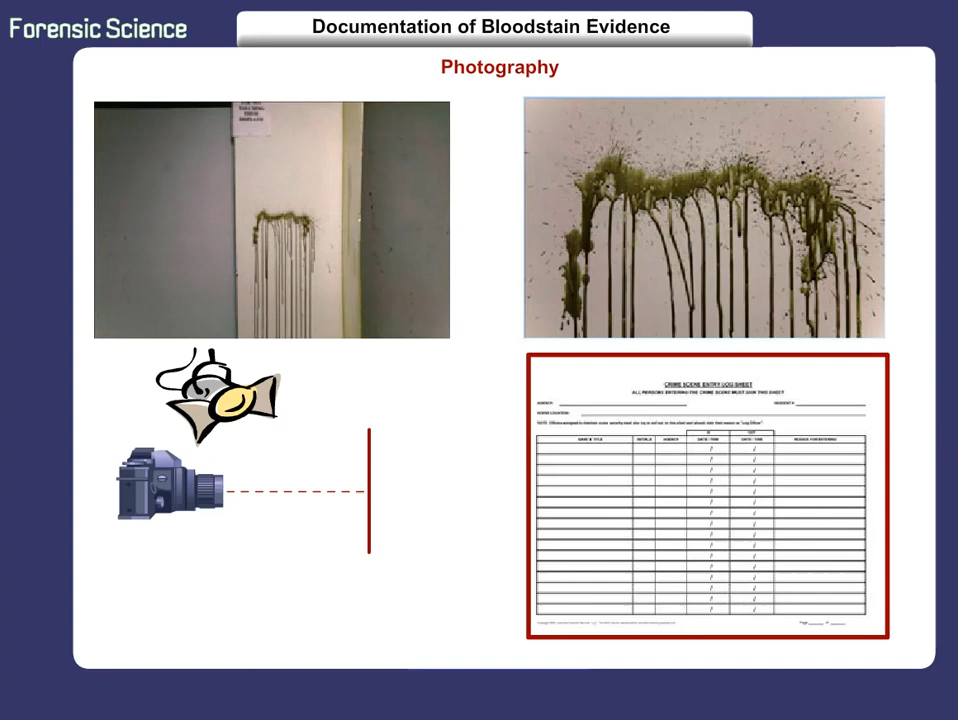 Forensic Science
Documentation of Bloodstain Evidence
Photography
CRIME SCENE ENTRY LOG SHEET
ALL PERSONS ENTERING THE CRIME SCENE MUST SIGN THIS SHEET
AGENCY: INCIDENT #:
SCENE LOCATION:
IN OUT
NAME & TITLE INITIALS AGENCY DATE / TIME DATE / TIME REASON FOR ENTERING
Page of